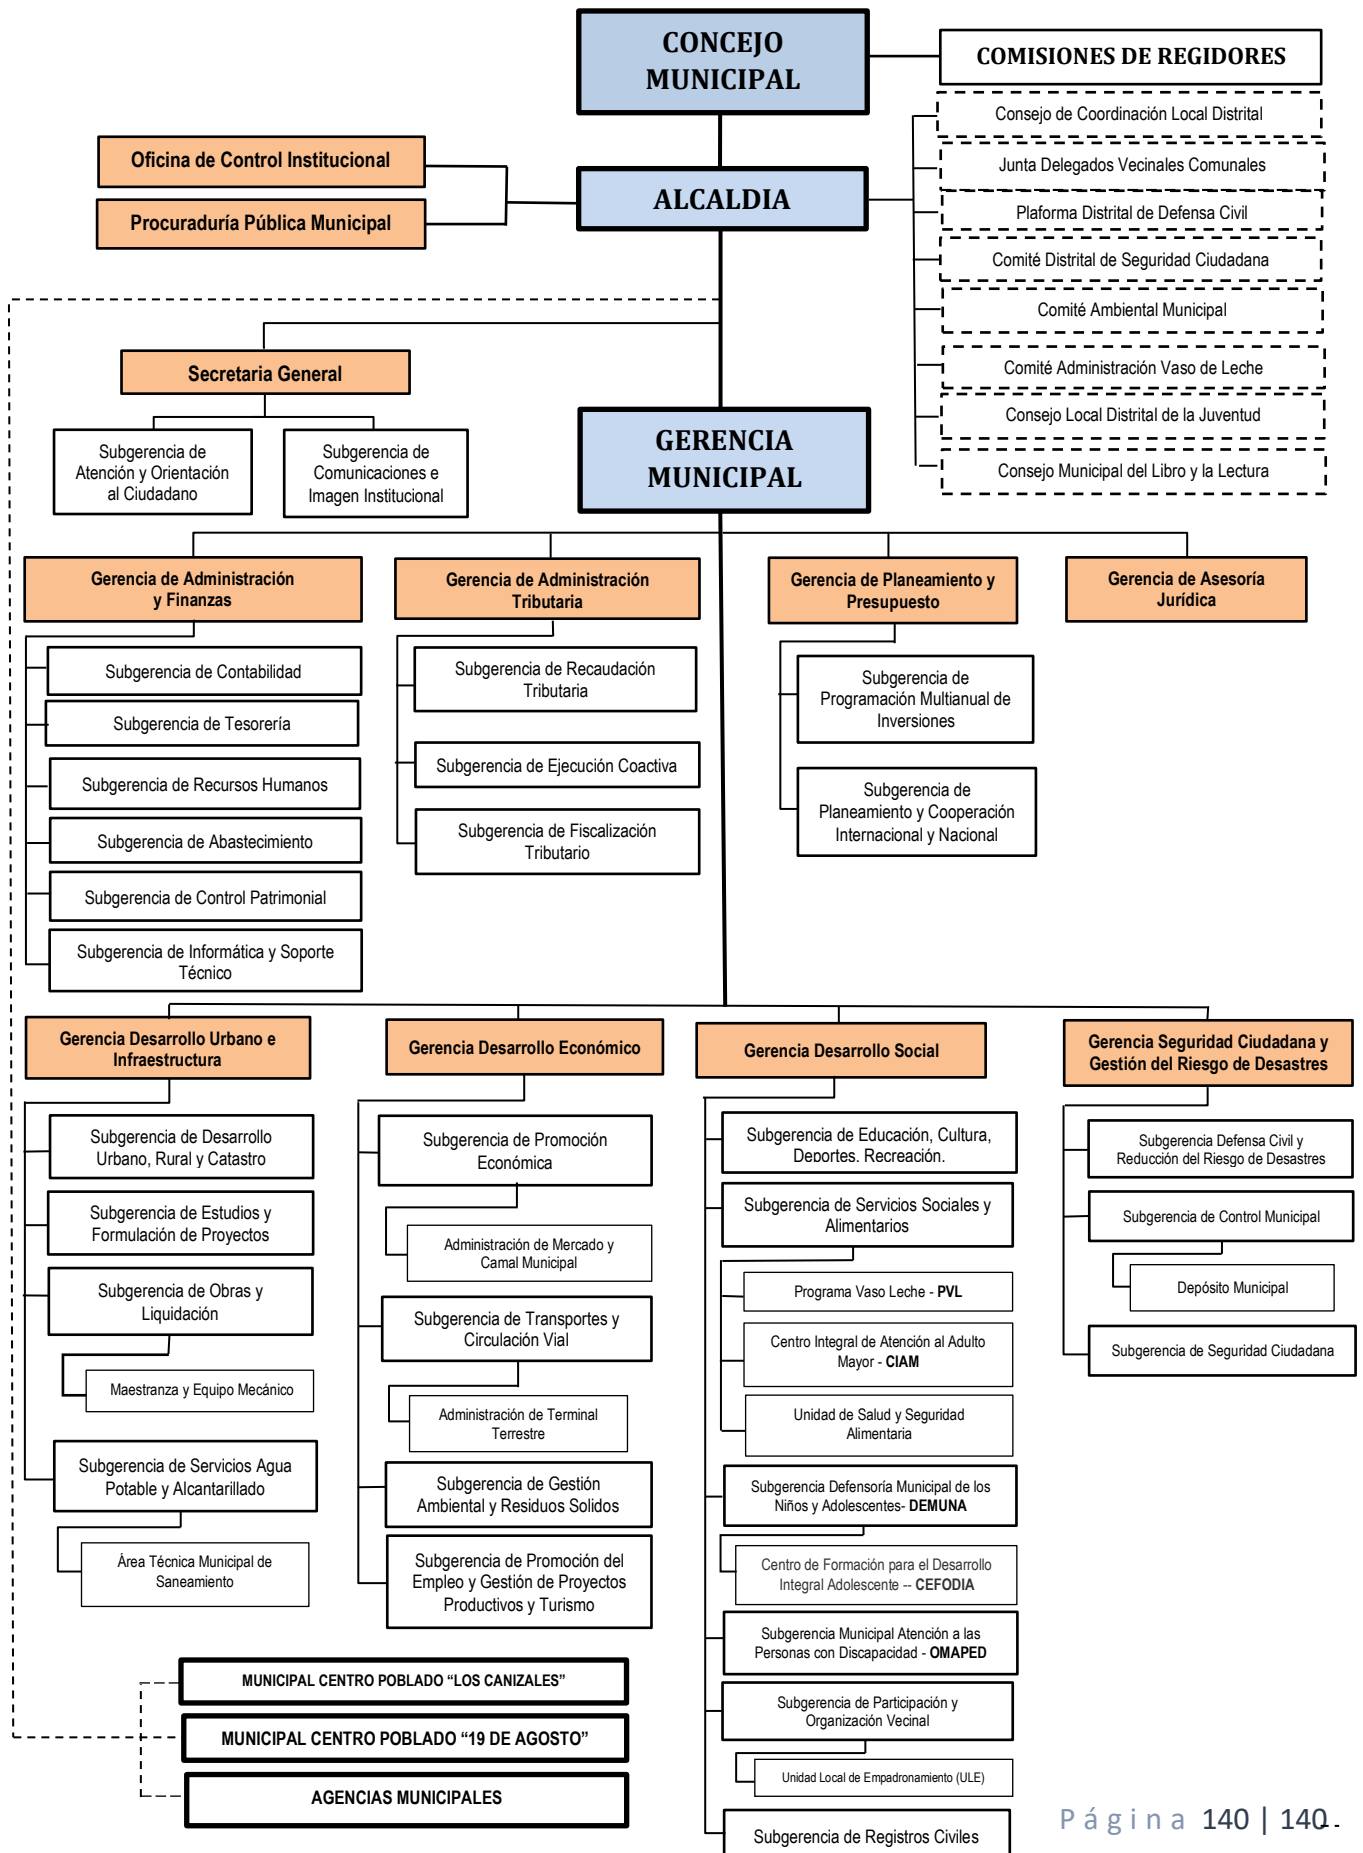 CONCEJO
MUNICIPAL
COMISIONES DE REGIDORES
Consejo de Coordinación Local Distrital
Junta Delegados Vecinales Comunales
Plaforma Distrital de Defensa Civil
Comité Distrital de Seguridad Ciudadana
Comité Ambiental Municipal
Comité Administración Vaso de Leche
Consejo Local Distrital de la Juventud
Consejo Municipal del Libro y la Lectura
Oficina de Control Institucional
Procuraduría Pública Municipal
ALCALDIA
Secretaria General
Subgerencia de
Atención y Orientación
al Ciudadano
Subgerencia de
Comunicaciones e
Imagen Institucional
GERENCIA
MUNICIPAL
Gerencia de Administración
y Finanzas
Subgerencia de Contabilidad
Subgerencia de Tesorería
Subgerencia de Recursos Humanos
Subgerencia de Abastecimiento
Subgerencia de Control Patrimonial
Subgerencia de Informática y Soporte
Técnico
Gerencia de Administración
Tributaria
Subgerencia de Recaudación
Tributaria
Subgerencia de Ejecución Coactiva
Subgerencia de Fiscalización
Tributario
Gerencia de Planeamiento y
Presupuesto
Subgerencia de
Programación Multianual de
Inversiones
Subgerencia de
Planeamiento y Cooperación
Internacional y Nacional
Gerencia de Asesoría
Jurídica
Gerencia Desarrollo Urbano e
Infraestructura
Subgerencia de Desarrollo
Urbano, Rural y Catastro
Subgerencia de Estudios y
Formulación de Proyectos
Subgerencia de Obras y
Liquidación
Maestranza y Equipo Mecánico
Subgerencia de Servicios Agua
Potable y Alcantarillado
Área Técnica Municipal de
Saneamiento
Gerencia Desarrollo Económico
Subgerencia de Promoción
Económica
Administración de Mercado y
Camal Municipal
Subgerencia de Transportes y
Circulación Vial
Administración de Terminal
Terrestre
Subgerencia de Gestión
Ambiental y Residuos Solidos
Subgerencia de Promoción del
Empleo y Gestión de Proyectos
Productivos y Turismo
Gerencia Desarrollo Social
Subgerencia de Educación, Cultura,
Deportes, Recreación.
Subgerencia de Servicios Sociales y
Alimentarios
Programa Vaso Leche - PVL
Centro Integral de Atención al Adulto
Mayor - CIAM
Unidad de Salud y Seguridad
Alimentaria
Subgerencia Defensoría Municipal de los
Niños y Adolescentes- DEMUNA
Centro de Formación para el Desarrollo
Integral Adolescente -- CEFODIA
Subgerencia Municipal Atención a las
Personas con Discapacidad - OMAPED
Subgerencia de Participación y
Organización Vecinal
Unidad Local de Empadronamiento (ULE)
Subgerencia de Registros Civiles
Gerencia Seguridad Ciudadana y
Gestión del Riesgo de Desastres
Subgerencia Defensa Civil y
Reducción del Riesgo de Desastres
Subgerencia de Control Municipal
Depósito Municipal
Subgerencia de Seguridad Ciudadana
MUNICIPAL CENTRO POBLADO “LOS CANIZALES”
MUNICIPAL CENTRO POBLADO “19 DE AGOSTO”
AGENCIAS MUNICIPALES
Página 140 | 140